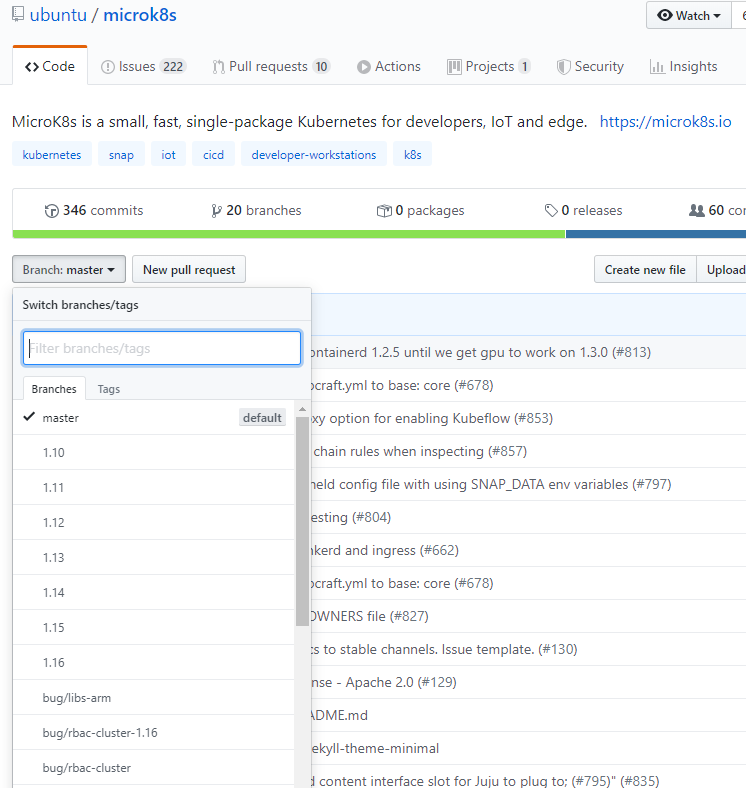 ubuntu / microk8s
Watch
Code
Issues 222
Pull requests 10
Actions
Projects 1
Security
Insights
MicroK8s is a small, fast, single-package Kubernetes for developers, IoT and edge. https://microk8s.io
kubernetes snap iot cicd developer-workstations k8s
346 commits
20 branches
0 packages
0 releases
60
Branch: master
New pull request
Create new file
Upload
Switch branches/tags
Filter branches/tags
Branches
Tags
master default
1.10
1.11
1.12
1.13
1.14
1.15
1.16
bug/libs-arm
bug/rbac-cluster-1.16
bug/rbac-cluster
ontainerd 1.2.5 until we get gpu to work on 1.3.0 (#813)
craft.yml to base: core (#678)
xy option for enabling Kubeflow (#853)
chain rules when inspecting (#857)
held config file with using SNAP_DATA env variables (#797)
esting (#804)
nkerd and ingress (#662)
craft.yml to base: core (#678)
OWNERS file (#827)
cs to stable channels. Issue template. (#130)
nse - Apache 2.0 (#129)
ADME.md
ekyll-theme-minimal
d content interface slot for Juju to plug to; (#795)" (#835)